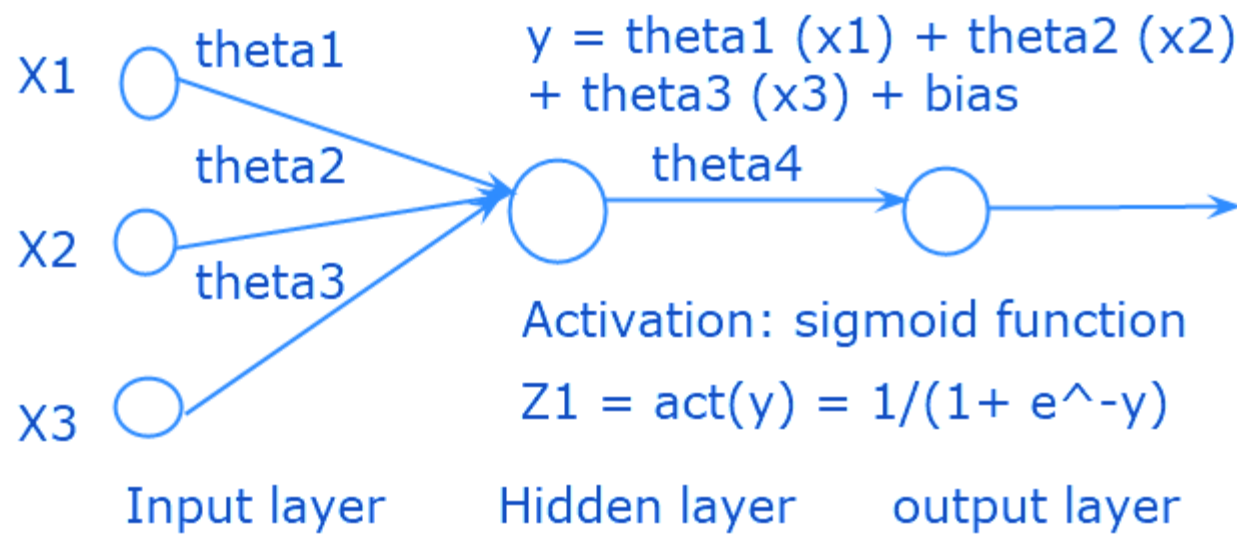 X1
theta1
y = theta1 (x1) + theta2 (x2)
+ theta3 (x3) + bias
theta2
theta4
X2
theta3
Activation: sigmoid function
X3
Z1 = act(y) = 1/(1+ e^-y)
Input layer
Hidden layer
output layer